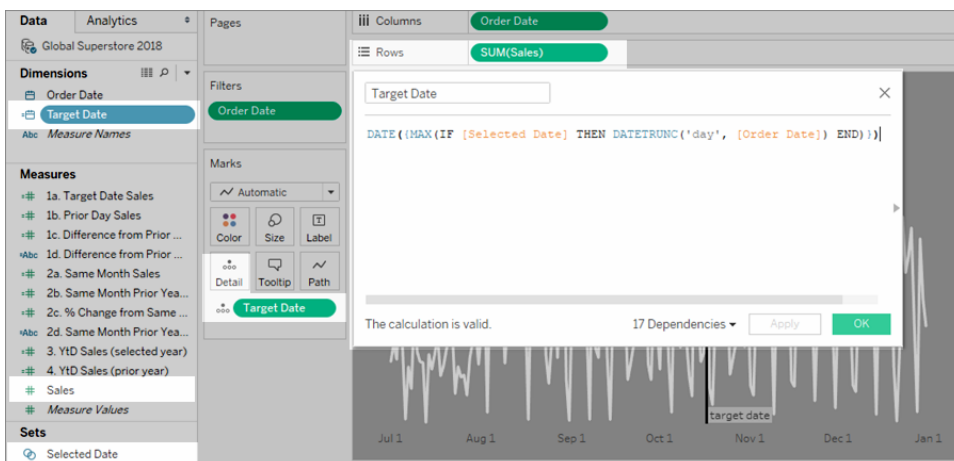 Data
Analytics
Global Superstore 2018
Dimensions
Order Date
Target Date
Abc Measure Names
Measures
1a. Target Date Sales
1b. Prior Day Sales
1c. Difference from Prior ...
Abc 1d. Difference from Prior ...
2a. Same Month Sales
2b. Same Month Prior Yea...
2c. % Change from Same ...
Abc 2d. Same Month Prior Yea...
3. YtD Sales (selected year)
4. YtD Sales (prior year)
Sales
Measure Values
Sets
Selected Date
Pages
Filters
Order Date
Marks
Automatic
Color Size Label
Detail Tooltip Path
Target Date
iii Columns Order Date
Rows SUM(Sales)
Target Date
DATE({MAX(IF [Selected Date] THEN DATETRUNC('day', [Order Date]) END)})
The calculation is valid. 17 Dependencies Apply OK
target date
Jul 1 Aug 1 Sep 1 Oct 1 Nov 1 Dec 1 Jan 1